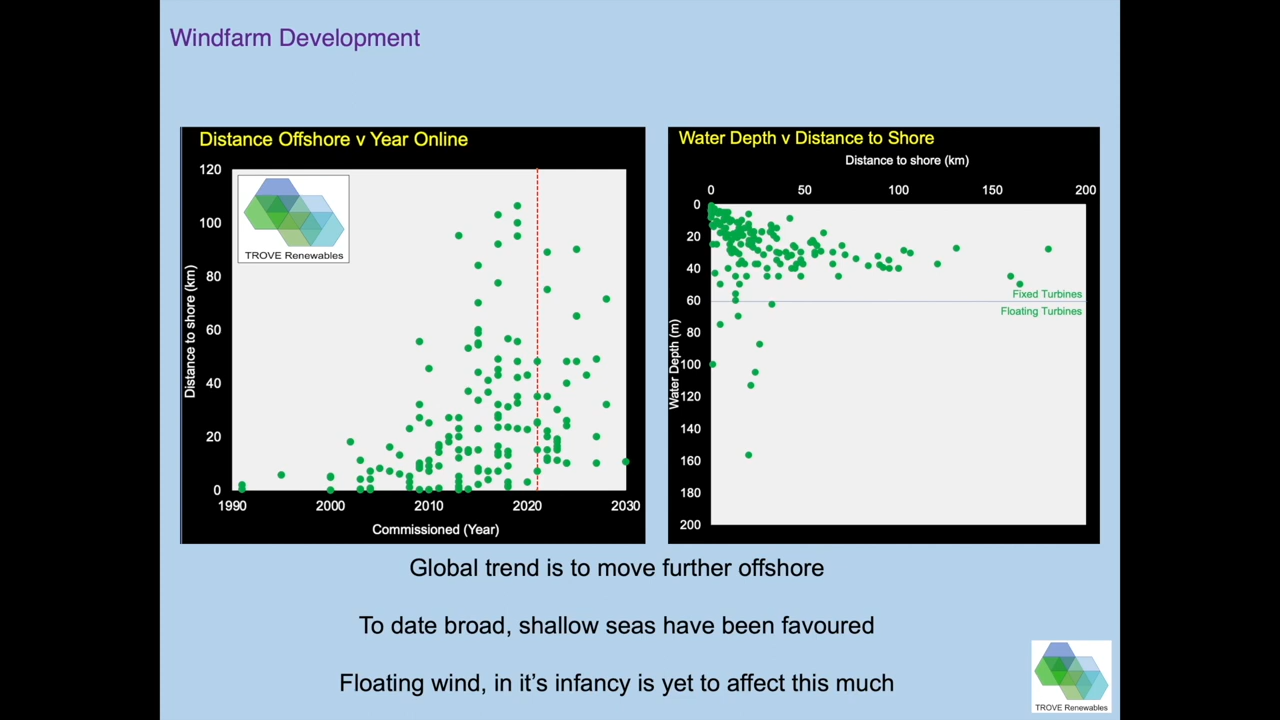 Windfarm Development
Distance Offshore v Year Online
120
100
80
60
40
20
0
Distance to shore (km)
TROVE Renewables
1990 2000 2010 2020 2030
Commissioned (Year)
Water Depth v Distance to Shore
Distance to shore (km)
0 50 100 150 200
0
20
40
60
80
100
120
140
160
180
200
Water Depth (m)
Fixed Turbines
Floating Turbines
Global trend is to move further offshore
To date broad, shallow seas have been favoured
Floating wind, in it's infancy is yet to affect this much
TROVE Renewables